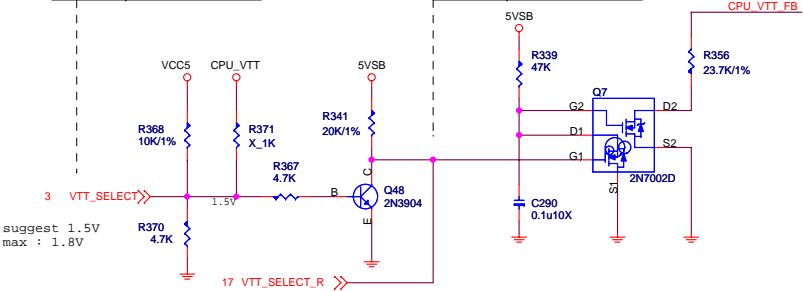 CPU_VTT_FB
5VSB
R339
47K
R356
23.7K/1%
VCC5
CPU_VTT
5VSB
Q7
G2
D2
R368
10K/1%
R371
X_1K
R341
20K/1%
D1
S2
G1
R367
4.7K
C
2N7002D
S1
3 VTT_SELECT
1.5V
B
Q48
2N3904
C290
0.1u10X
suggest 1.5V
max : 1.8V
R370
4.7K
E
17 VTT_SELECT_R